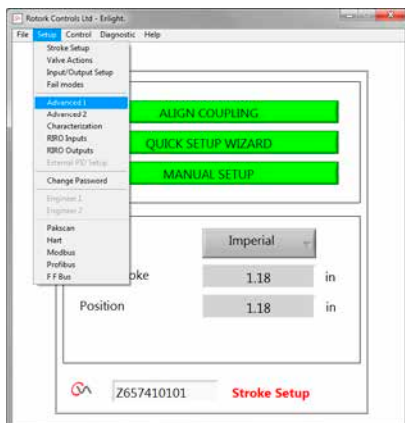 Rotork Controls Ltd - Enlight.
File Setup Control Diagnostic Help
Stroke Setup
Valve Actions
Input/Output Setup
Fail modes
Advanced 1
Advanced 2
Characterization
RIRO Inputs
RIRO Outputs
External PID Setup
Change Password
Engineer 1
Engineer 2
Pakscan
Hart
Modbus
Profibus
F F Bus
ALIGN COUPLING
QUICK SETUP WIZARD
MANUAL SETUP
Imperial
oke 1.18 in
Position 1.18 in
Z657410101 Stroke Setup